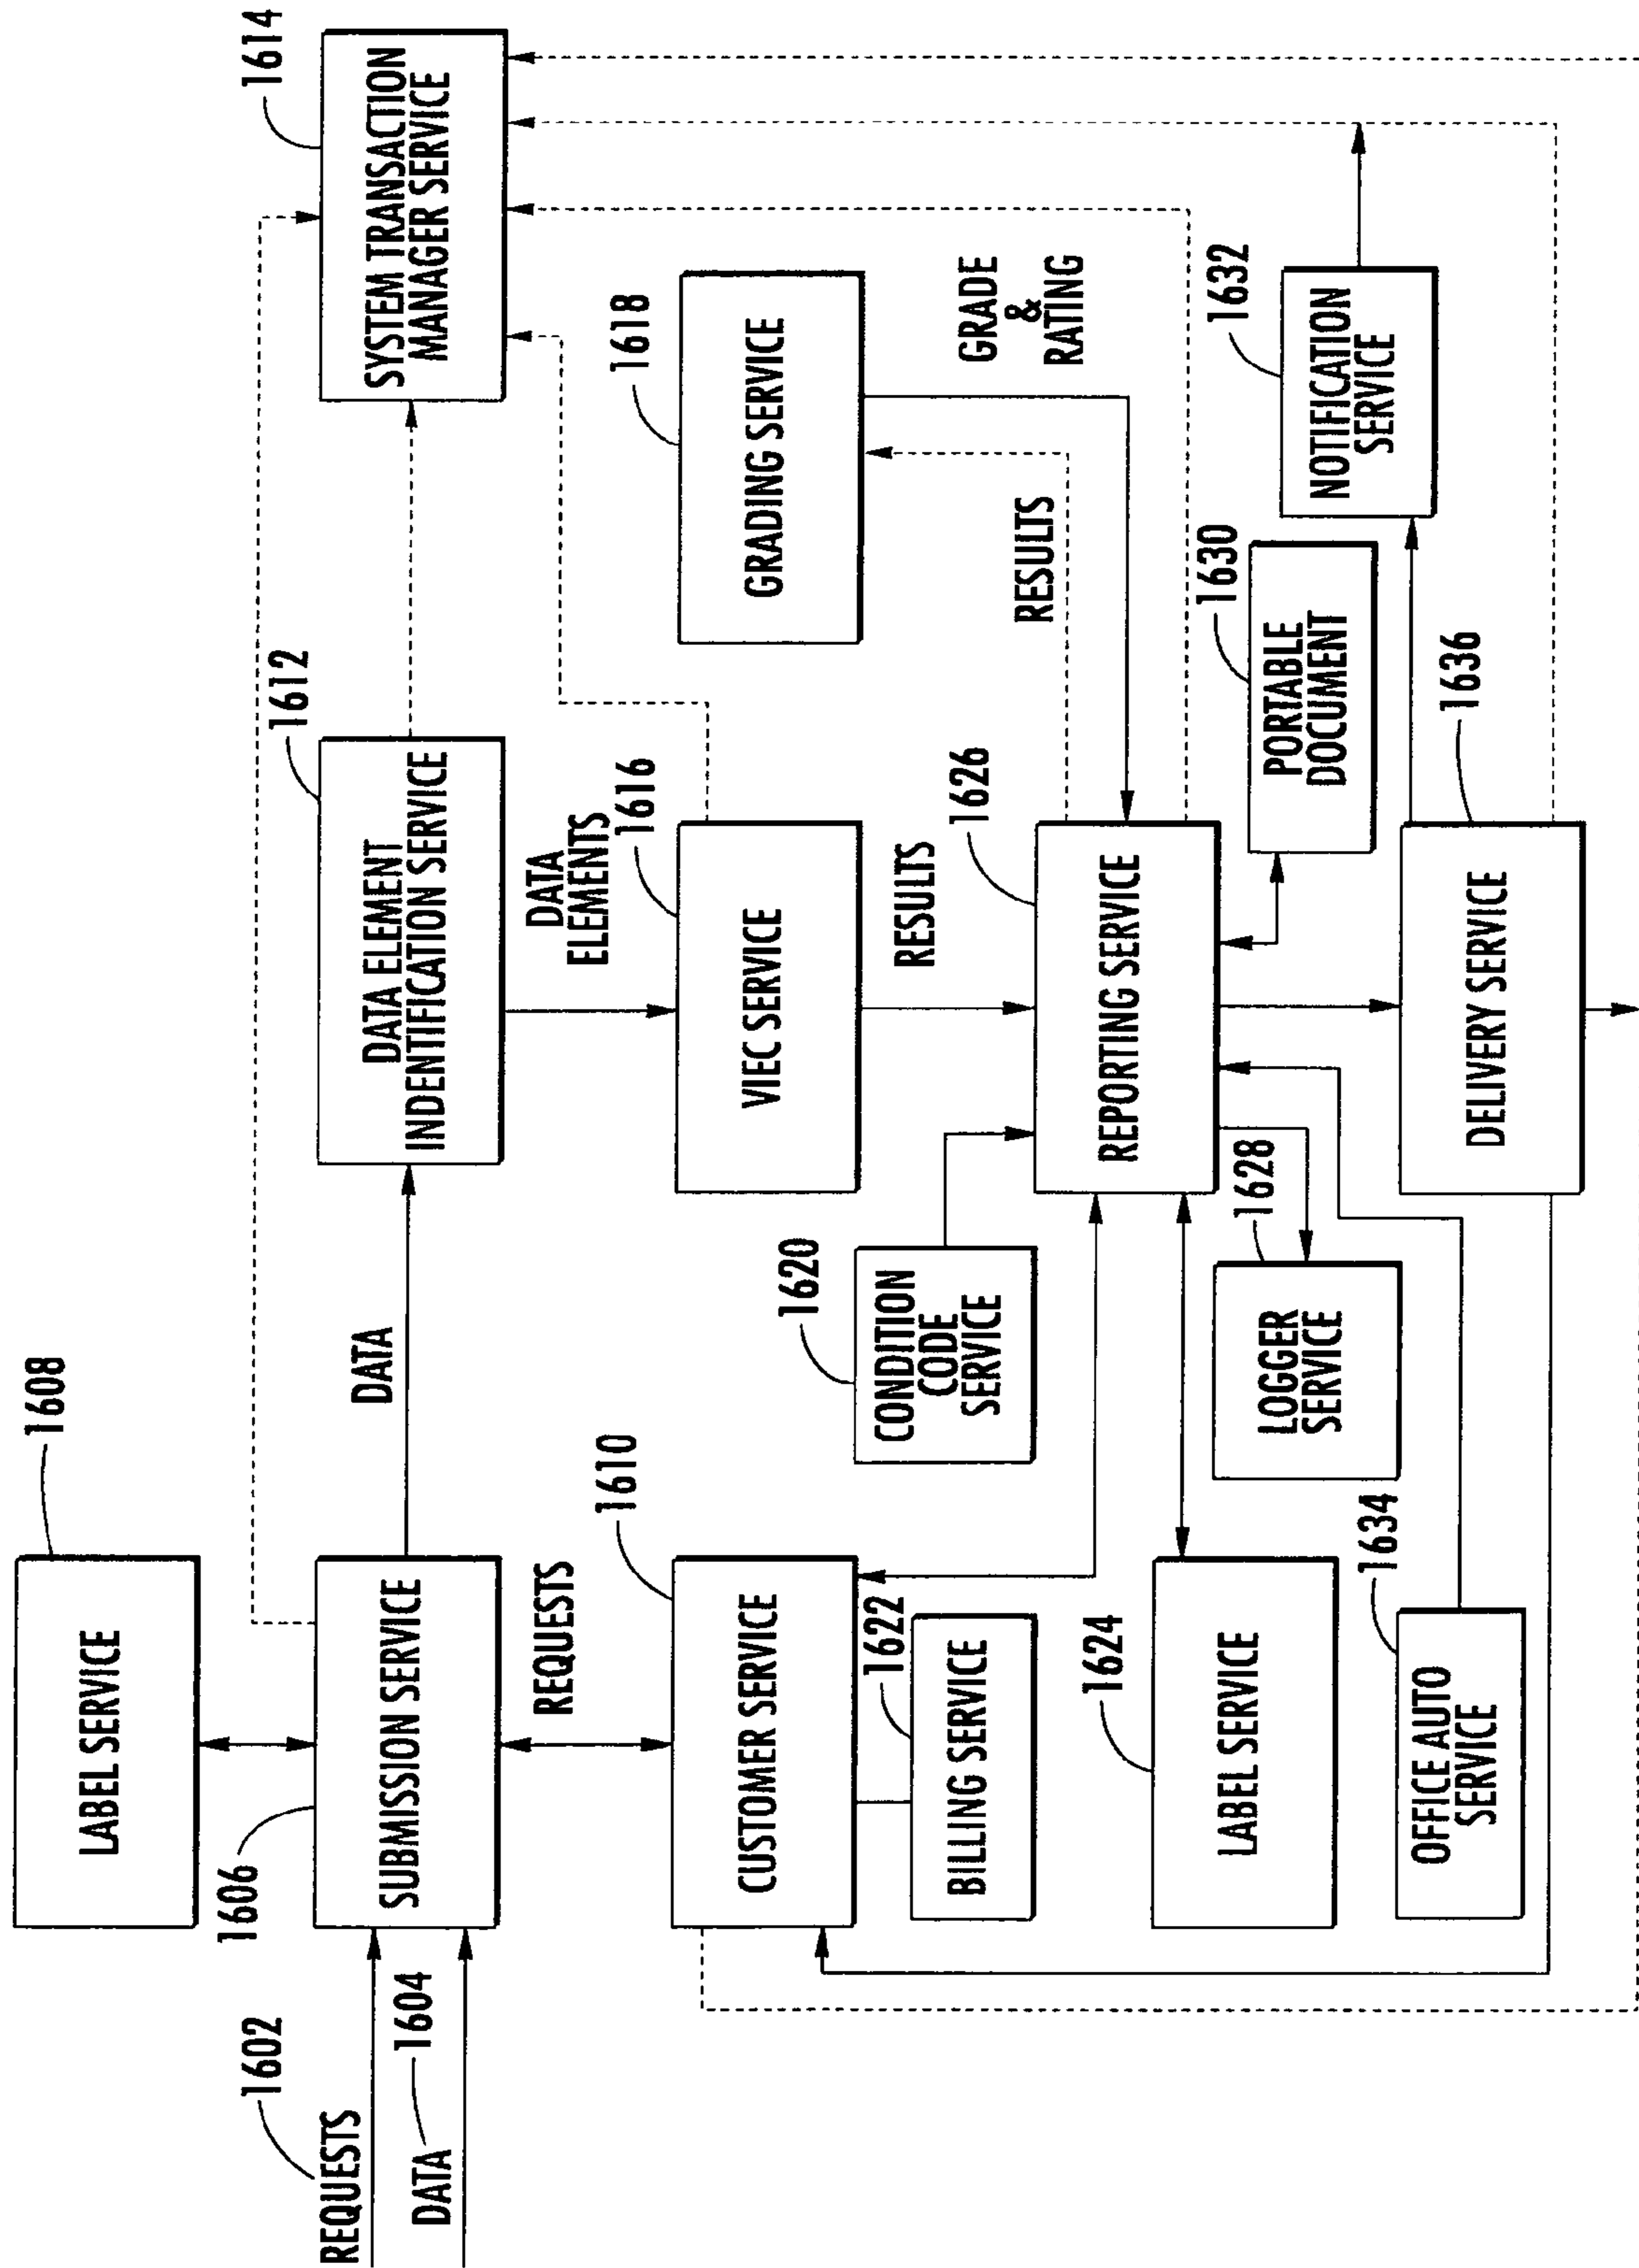 1608
LABEL SERVICE
1606
SUBMISSION SERVICE
1602
REQUESTS
1604
DATA
DATA
1612
DATA ELEMENT
INDENTIFICATION SERVICE
1614
SYSTEM TRANSACTION
MANAGER SERVICE
REQUESTS
1610
CUSTOMER SERVICE
1622
BILLING SERVICE
DATA
ELEMENTS
1616
VIEC SERVICE
1618
GRADING SERVICE
RESULTS
RESULTS
GRADE
&
RATING
1620
CONDITION
CODE
SERVICE
1626
REPORTING SERVICE
1624
LABEL SERVICE
1628
LOGGER
SERVICE
1630
PORTABLE
DOCUMENT
1632
NOTIFICATION
SERVICE
1634
OFFICE AUTO
SERVICE
1636
DELIVERY SERVICE